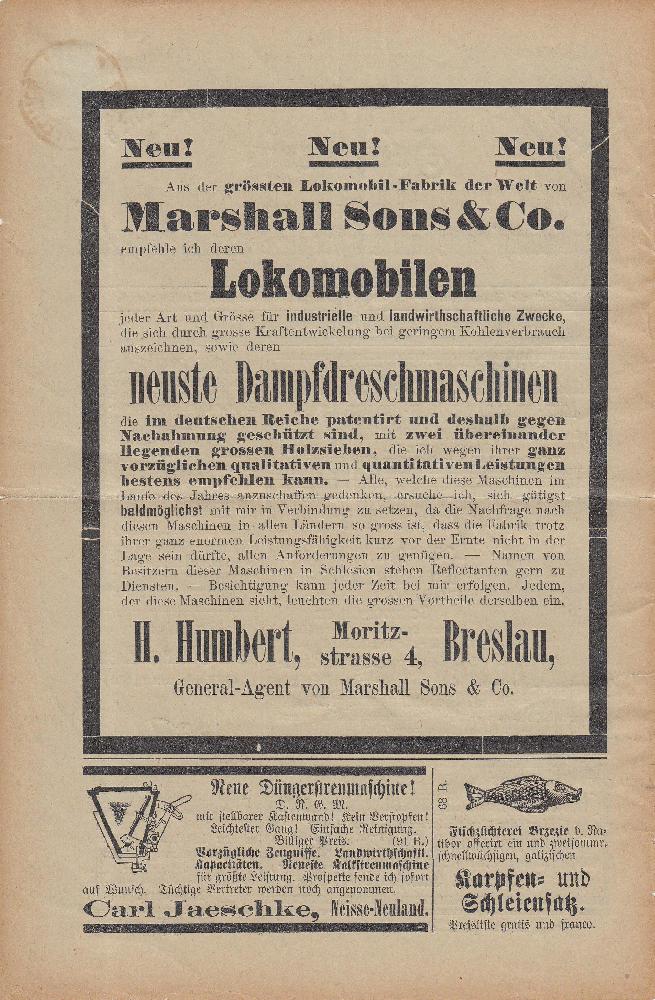 Neu! Neu! Neu!
Aus der grössten Lokomobil-Fabrik der Welt von
Marshall Sons & Co.
empfehle ich deren
Lokomobilen
jeder Art und Grösse für industrielle und landwirthschaftliche Zwecke,
die sich durch grosse Kraftentwickelung bei geringem Kohlenverbrauch
auszeichnen, sowie deren
neuste Dampfdreschmaschinen
die im deutschen Reiche patentirt und deshalb gegen
Nachahmung geschützt sind, mit zwei übereinander
liegenden grossen Holzsieben, die ich wegen ihrer ganz
vorzüglichen qualitativen und quantitativen Leistungen
bestens empfehlen kann. — Alle, welche diese Maschinen im
Laufe des Jahres anzuschaffen gedenken, ersuche ich, sich gütigst
baldmöglichst mit mir in Verbindung zu setzen, da die Nachfrage nach
diesen Maschinen in allen Ländern so gross ist, dass die Fabrik trotz
ihrer ganz enormen Leistungsfähigkeit kurz vor der Ernte nicht in der
Lage sein dürfte, allen Anforderungen zu genügen. — Namen von
Besitzern dieser Maschinen in Schlesien stehen Reflectanten gern zu
Diensten. — Besichtigung kann jeder Zeit bei mir erfolgen. Jedem,
der diese Maschinen sieht, leuchten die grossen Vortheile derselben ein.
H. Humbert, Moritz-
strasse 4, Breslau,
General-Agent von Marshall Sons & Co.
Neue Düngerstreumaschine!
D. R. G. M.
mit stellbarer Kastenwand! Kein Verstopfen!
Leichtester Gang! Einfache Reinigung.
Billiger Preis. (91 R.)
Vorzügliche Zeugnisse. Landwirthschaftl.
Kapacitäten. Neueste Kalkstreumaschine
für größte Leistung. Prospekte sende ich sofort
auf Wunsch. Tüchtige Vertreter werden noch angenommen.
Carl Jaeschke, Neisse-Neuland.
68 R.
Fischzüchterei Brzezie b. Ra-
tibor offerirt ein und zweisömmr.
schnellwüchsigen, galizischen
Karpfen- und
Schleiensatz.
Preisliste gratis und franco.